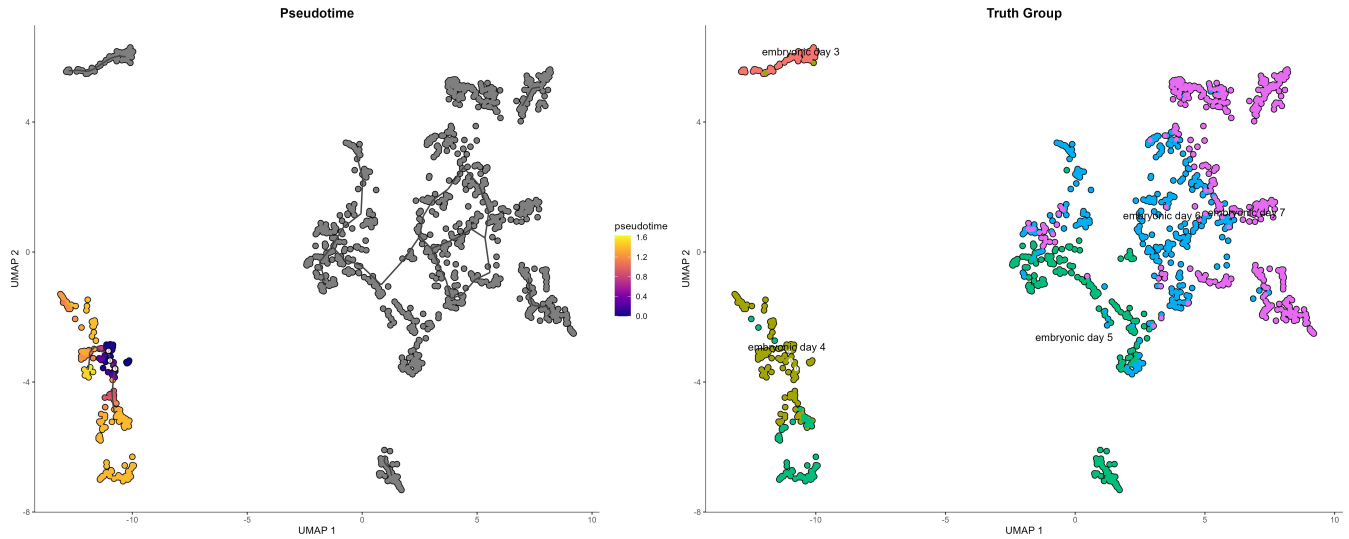 Pseudotime
Truth Group
embryonic day 3
4
4
embryonic day 6
embryonic day 7
pseudotime
1.6
1.2
0.8
0.4
0.0
UMAP 2
0
UMAP 2
0
embryonic day 5
embryonic day 4
-4
-4
-8
-8
-10
0
5
10
-10
0
5
10
UMAP 1
UMAP 1